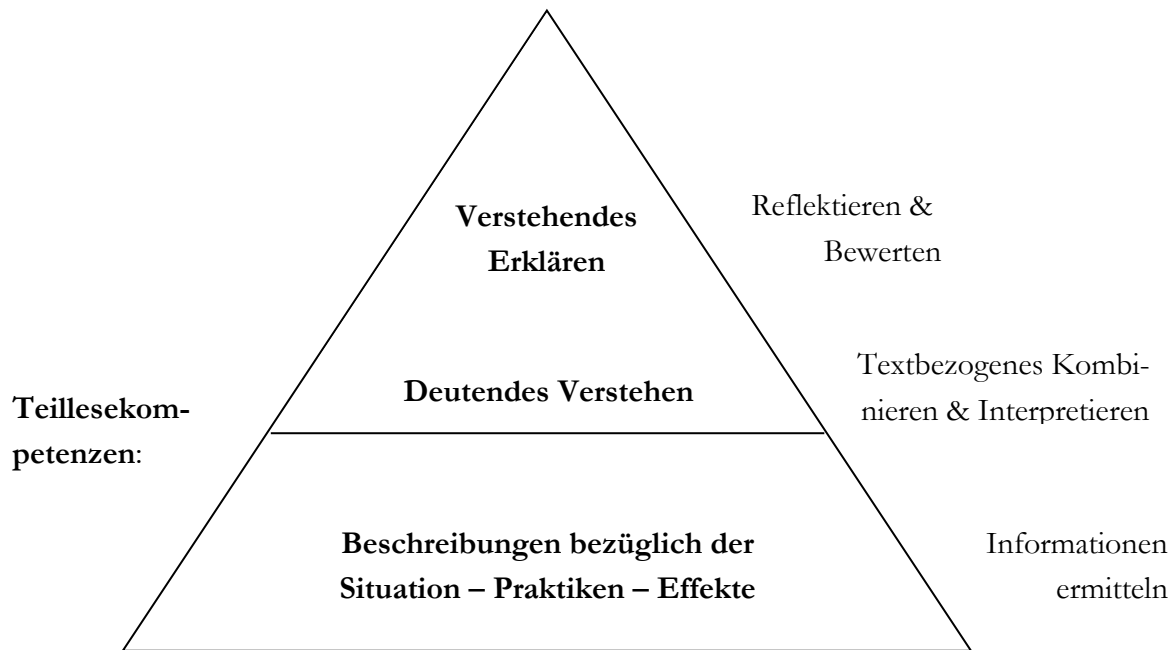 Verstehendes
Erklären
Reflektieren &
Bewerten
Deutendes Verstehen
Textbezogenes Kombi-
nieren & Interpretieren
Teillesekom-
petenzen:
Beschreibungen bezüglich der
Situation – Praktiken – Effekte
Informationen
ermitteln